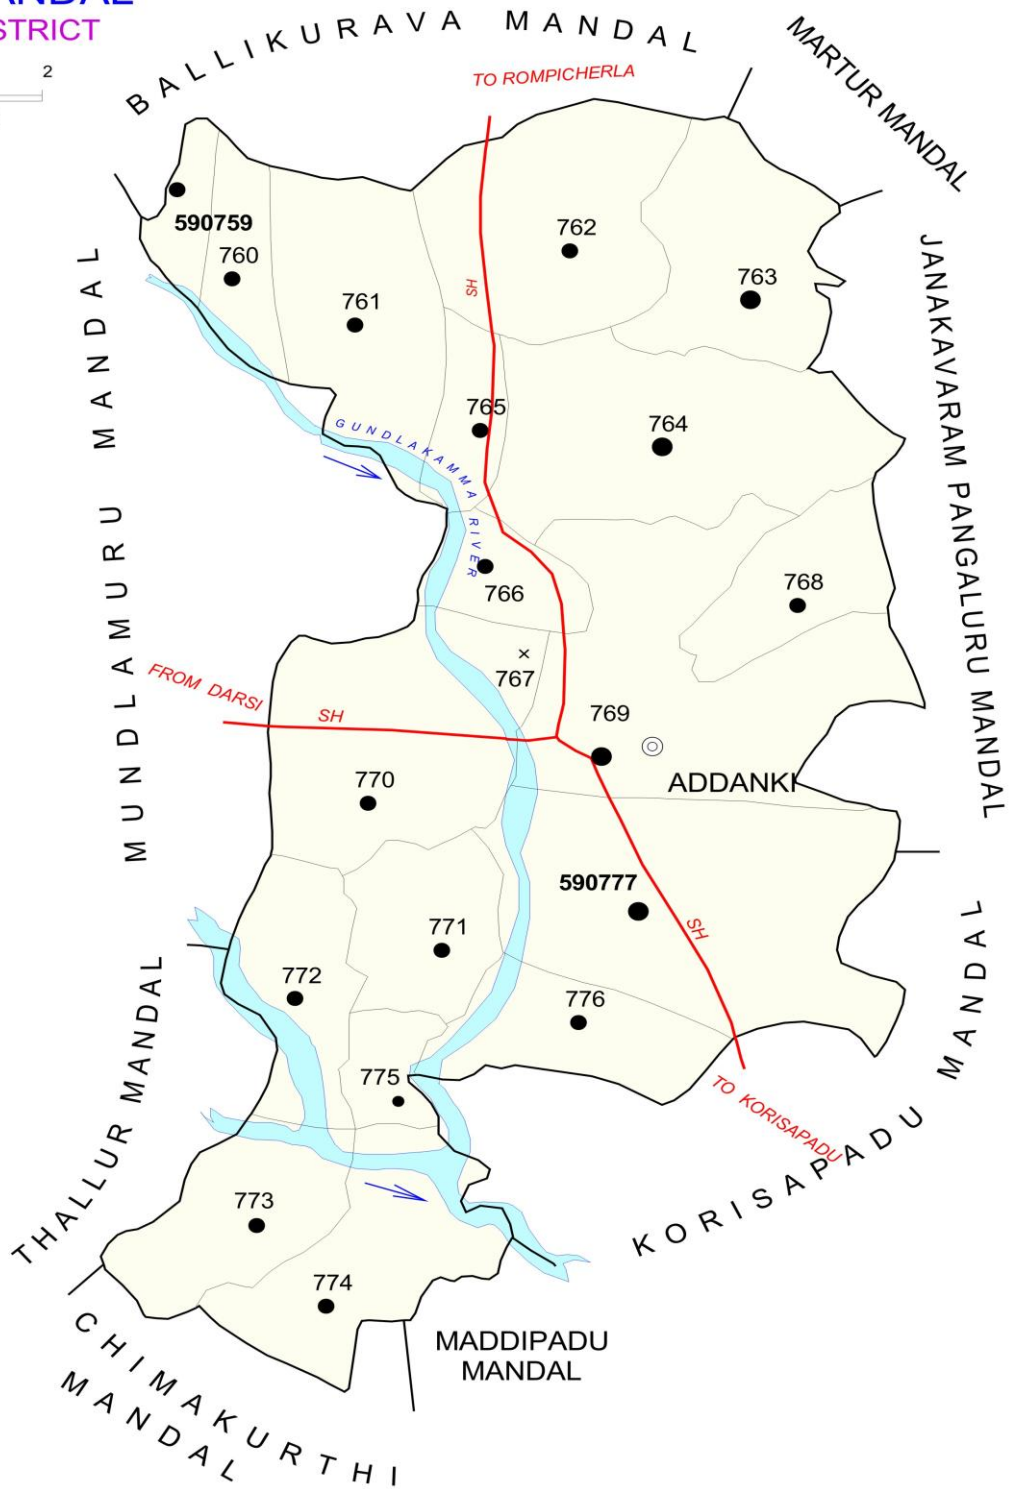 ANDAL
STRICT
2
BALLIKURAVA MANDAL
MARTUR MANDAL
TO ROMPICHERLA
590759
760
761
762
763
SH
765
764
GUNDLAKAMMA RIVER
766
768
767
MUNDLAMURU MANDAL
JANAKAVARAM PANGALURU MANDAL
FROM DARSI
SH
769
ADDANKI
770
590777
771
SH
772
776
775
TO KORISAPADU
KORISAPADU MANDAL
THALLUR MANDAL
773
774
MADDIPADU
MANDAL
CHIMAKURTHI
MANDAL